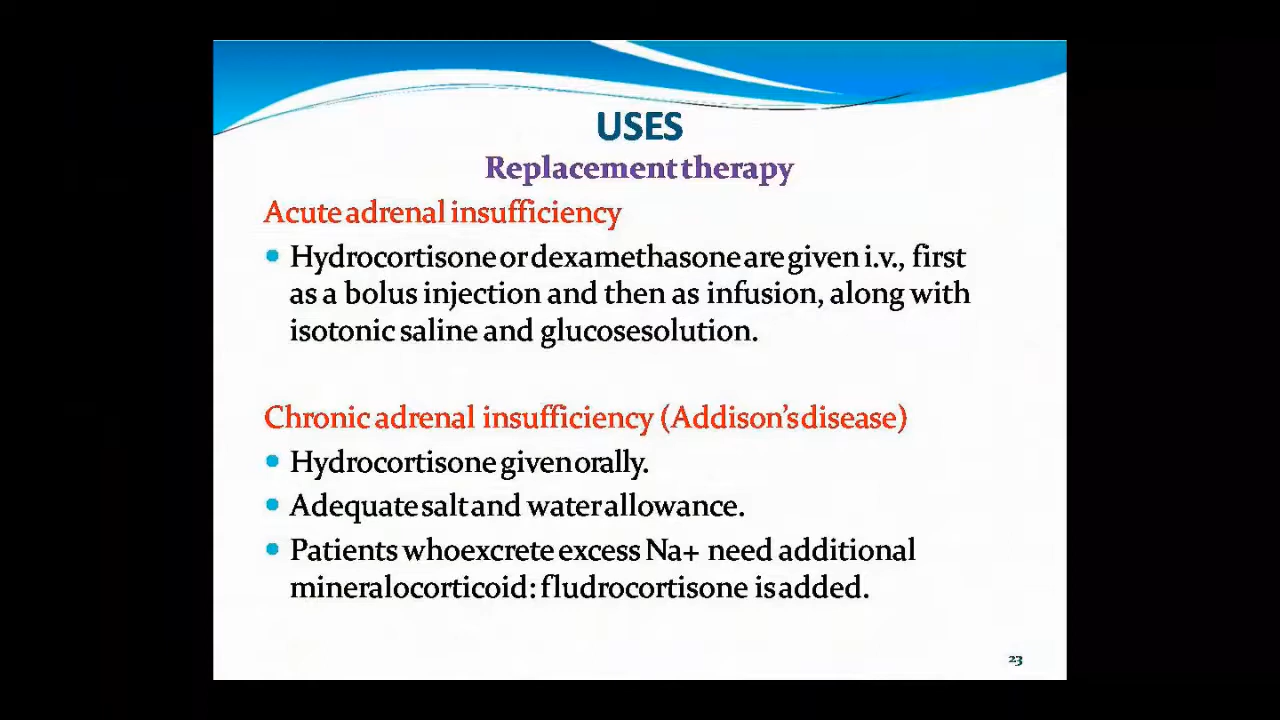 USES
Replacement therapy
Acute adrenal insufficiency
• Hydrocortisone or dexamethasone are given i.v., first
as a bolus injection and then as infusion, along with
isotonic saline and glucosesolution.
Chronic adrenal insufficiency (Addison's disease)
• Hydrocortisone given orally.
• Adequate salt and water allowance.
• Patients who excrete excess Na+ need additional
mineralocorticoid: fludrocortisone is added.
23